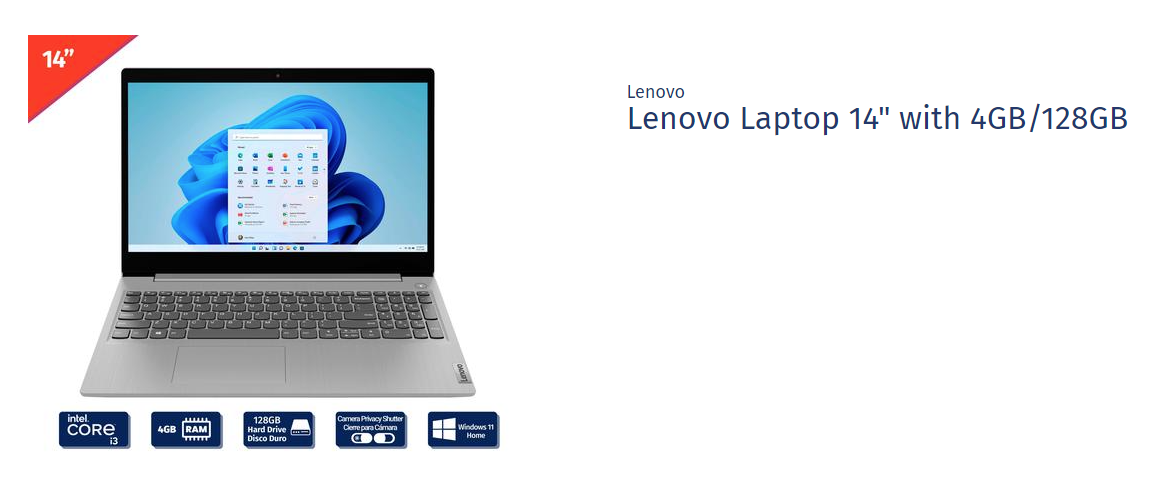 14”
Lenovo
Lenovo Laptop 14" with 4GB/128GB
Lenovo
intel.
CORE
i3
4GB RAM
128GB
Hard Drive
Disco Duro
Camera Privacy Shutter
Cierre para Cámara
Windows 11
Home